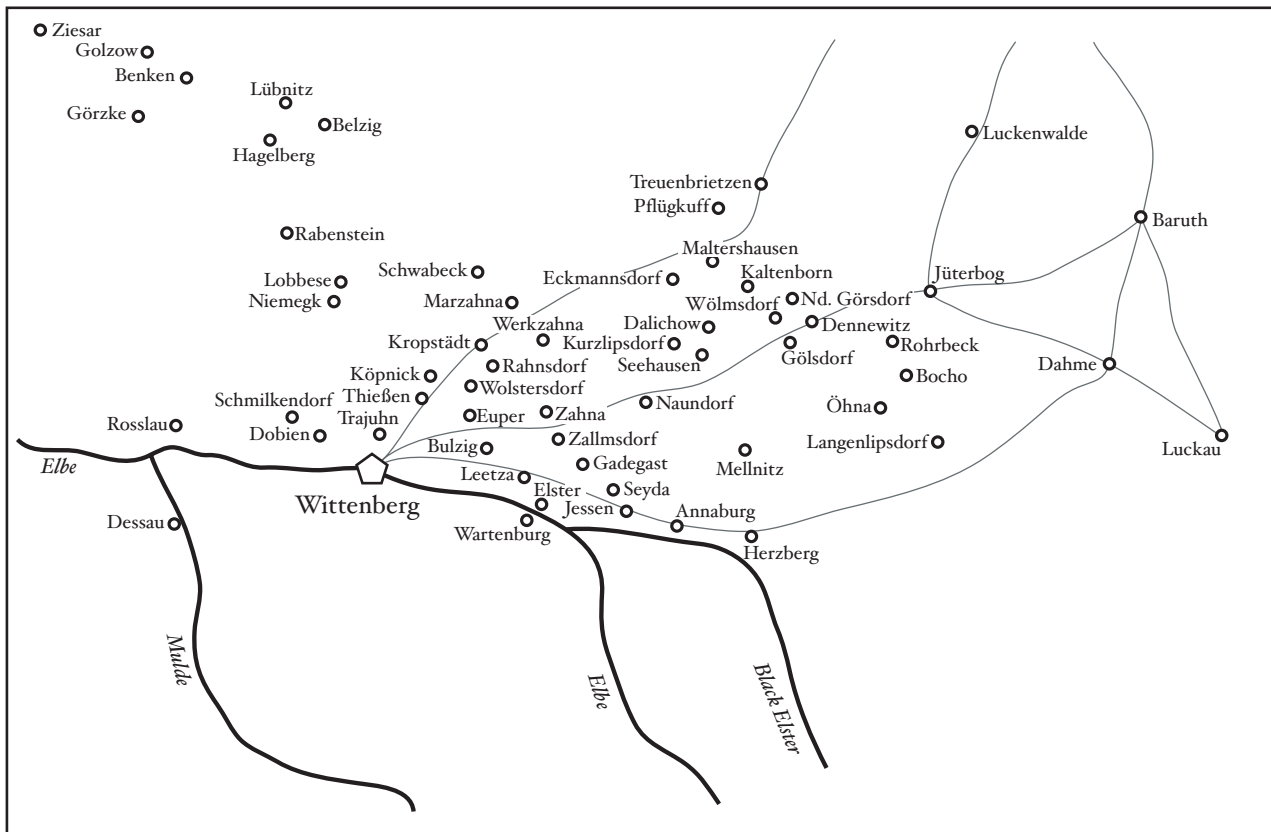 Ziesar
Golzow
Benken
Lübnitz
Görzke
Belzig
Luckenwalde
Hagelberg
Treuenbrietzen
Pflügkuff
Baruth
Rabenstein
Maltershausen
Schwabeck
Jüterbog
Lobbese
Eckmannsdorf
Kaltenborn
Niemegk
Marzahna
Wölmsdorf
Nd. Görsdorf
Werkzahna
Dalichow
Dennewitz
Kropstädt
Kurzlipsdorf
Rohrbeck
Gölsdorf
Rahnsdorf
Seehausen
Dahme
Köpnick
Bocho
Wolstersdorf
Thießen
Schmilkendorf
Naundorf
Öhna
Trajuhn
Euper
Zahna
Rosslau
Dobien
Zallmsdorf
Langenlipsdorf
Bulzig
Luckau
Mellnitz
Elbe
Gadegast
Leetza
Wittenberg
Elster
Seyda
Jessen
Annaburg
Dessau
Wartenburg
Herzberg
Mulde
Elbe
Black Elster